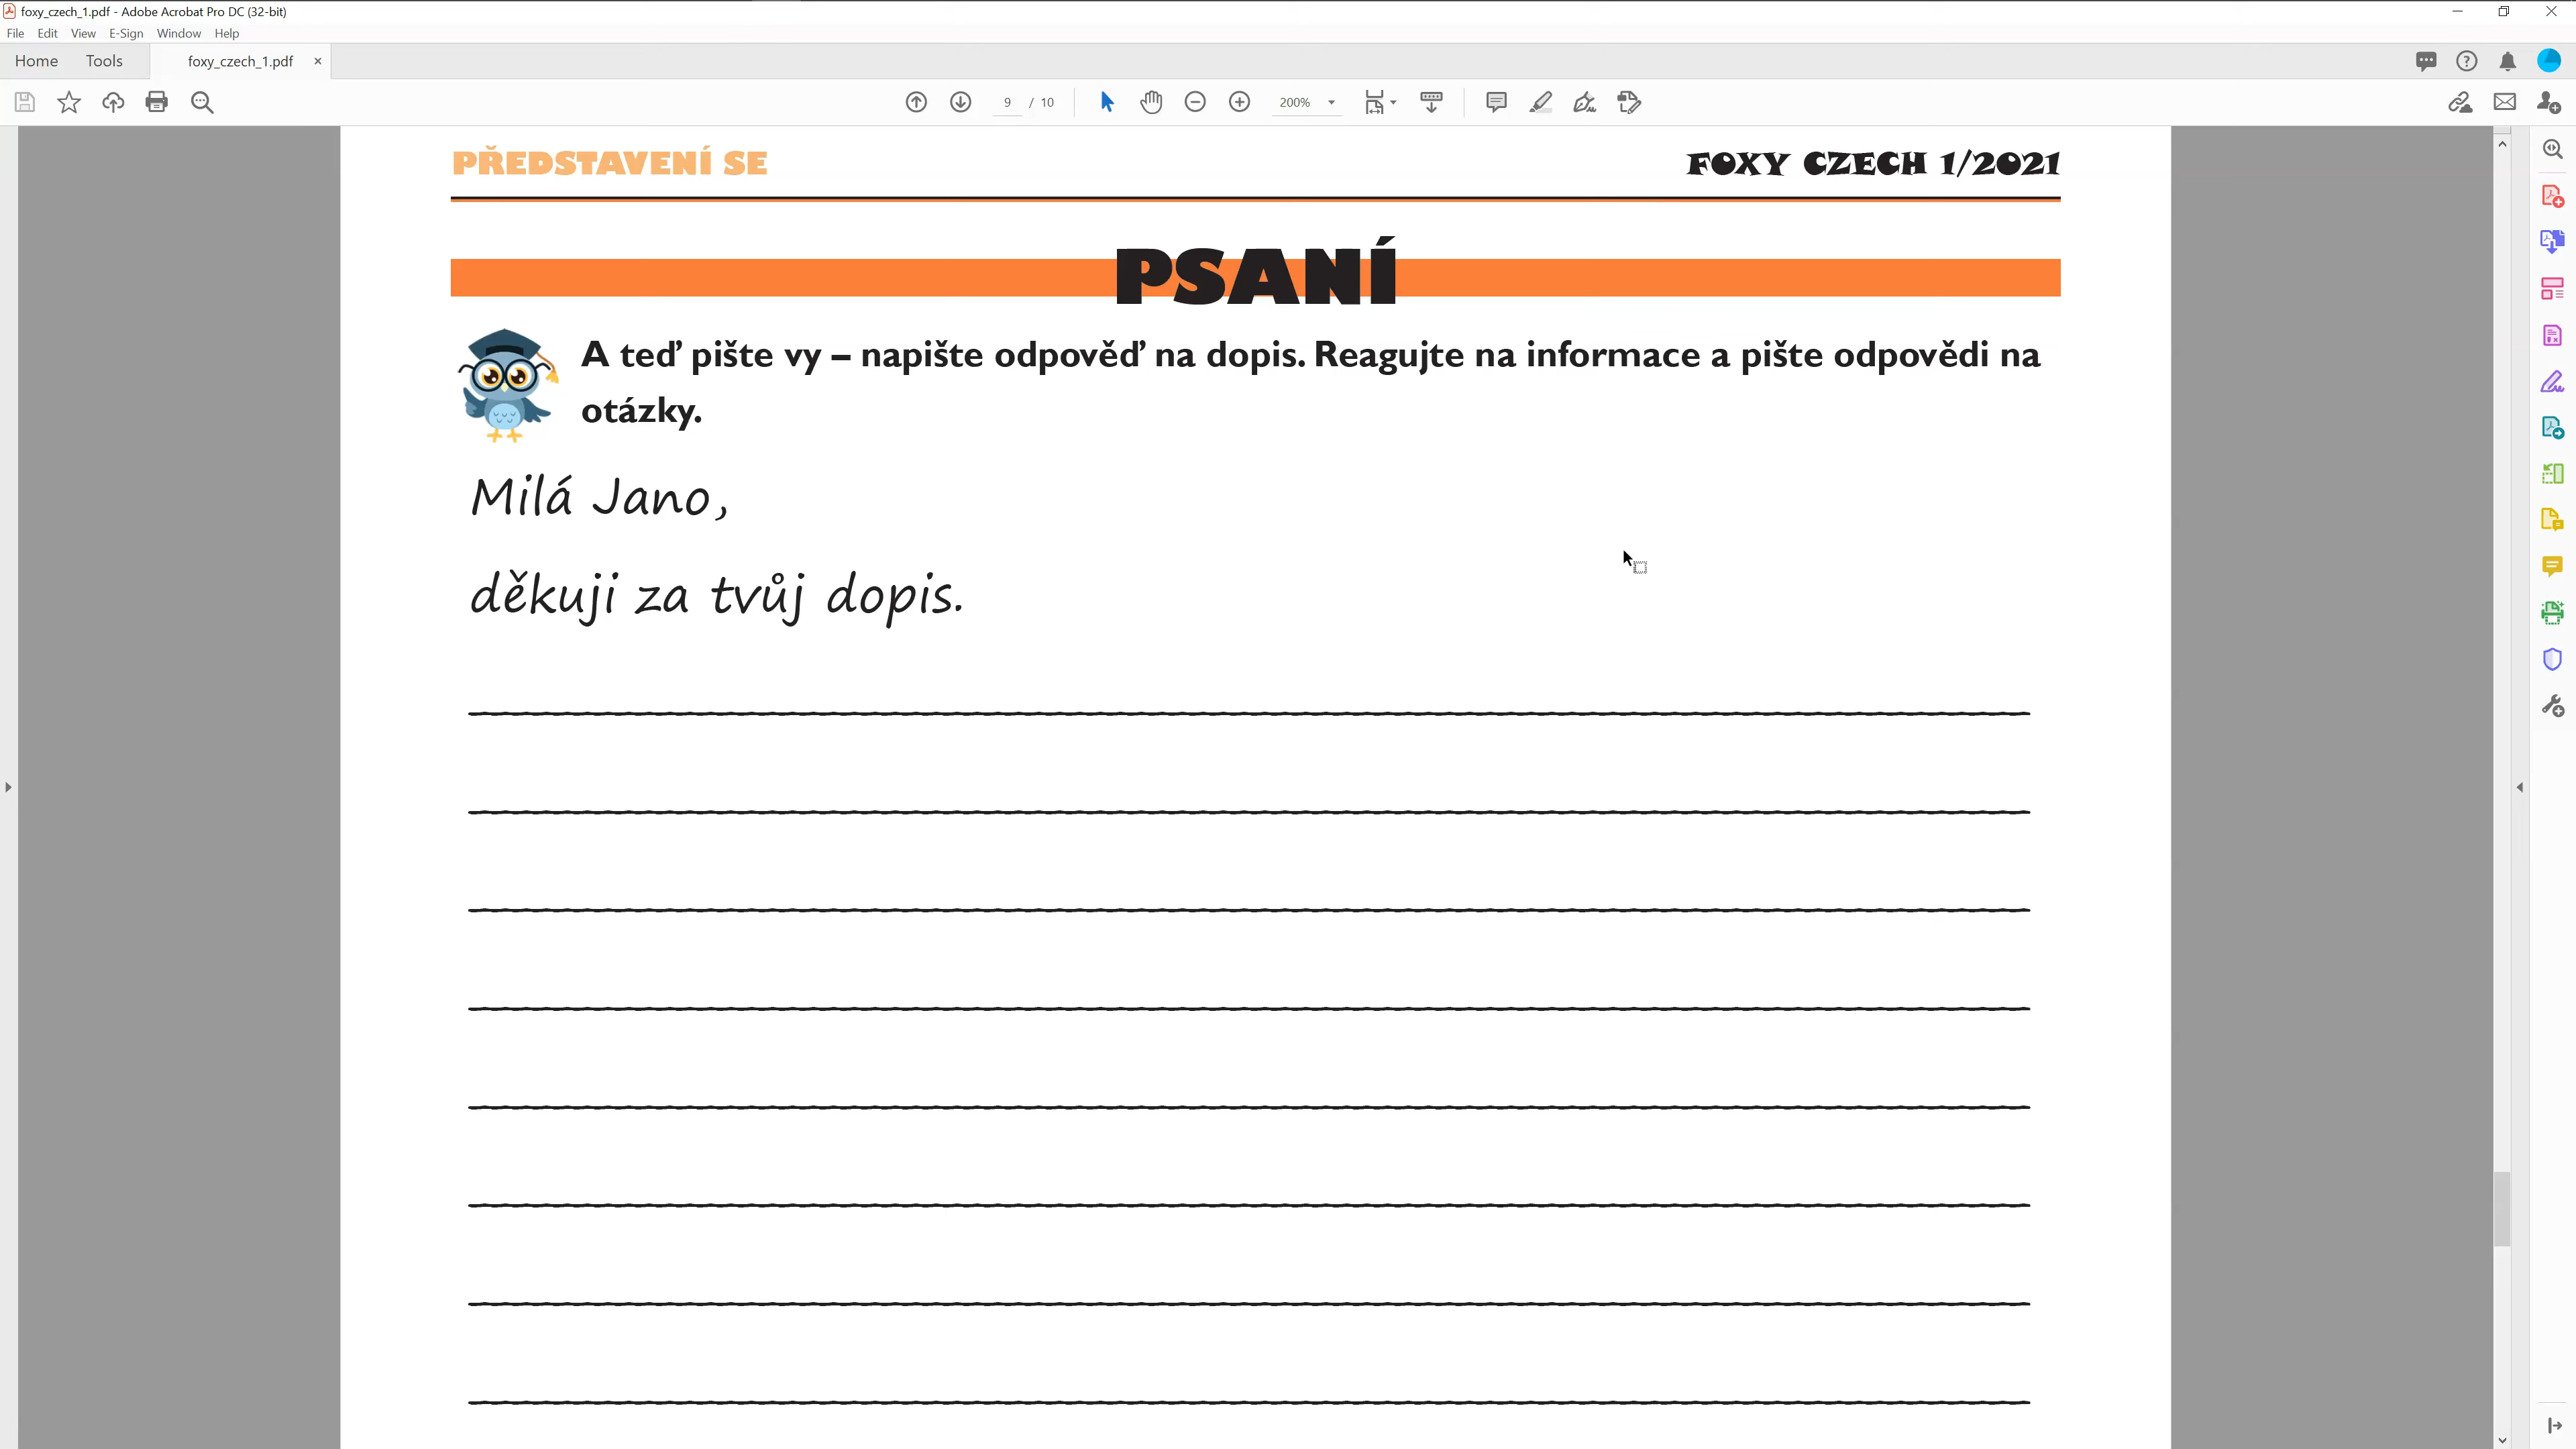 foxy_czech_1.pdf - Adobe Acrobat Pro DC (32-bit)
File Edit View E-Sign Window Help
Home Tools foxy_czech_1.pdf ×
9 / 10 200%
PŘEDSTAVENÍ SE FOXY CZECH 1/2021
PSANÍ
A teď pište vy – napište odpověď na dopis. Reagujte na informace a pište odpovědi na
otázky.
Milá Jano,
děkuji za tvůj dopis.